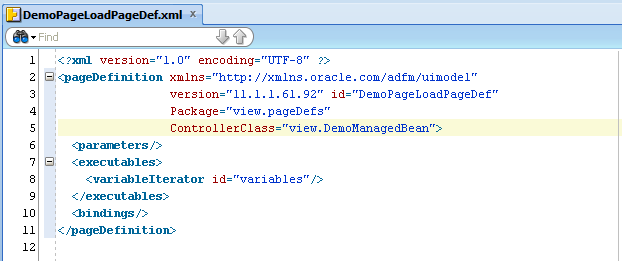 DemoPageLoadPageDef.xml x
Find
1 <?xml version="1.0" encoding="UTF-8" ?>
2 <pageDefinition xmlns="http://xmlns.oracle.com/adfm/uimodel"
3 version="11.1.1.61.92" id="DemoPageLoadPageDef"
4 Package="view.pageDefs"
5 ControllerClass="view.DemoManagedBean">
6 <parameters/>
7 <executables>
8 <variableIterator id="variables"/>
9 </executables>
10 <bindings/>
11 </pageDefinition>
12